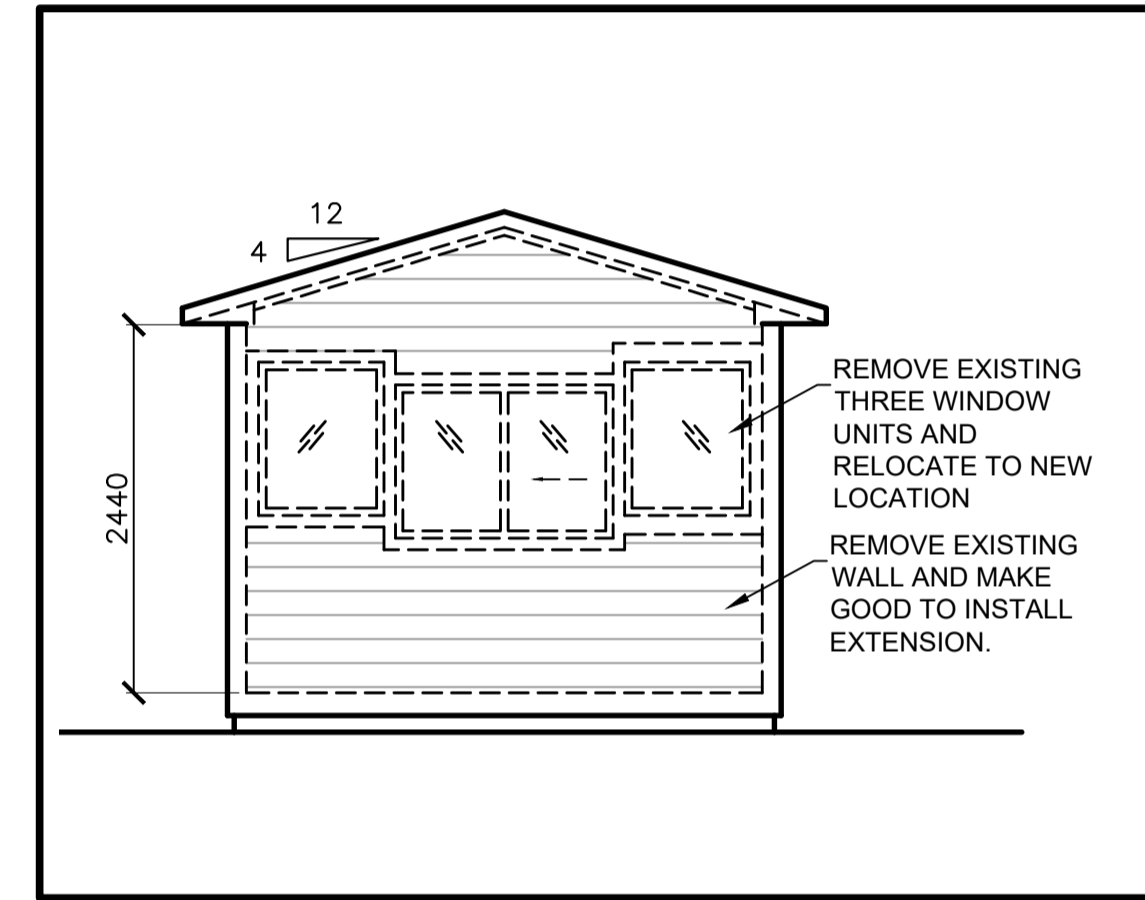 12
4
2440
REMOVE EXISTING
THREE WINDOW
UNITS AND
RELOCATE TO NEW
LOCATION
REMOVE EXISTING
WALL AND MAKE
GOOD TO INSTALL
EXTENSION.